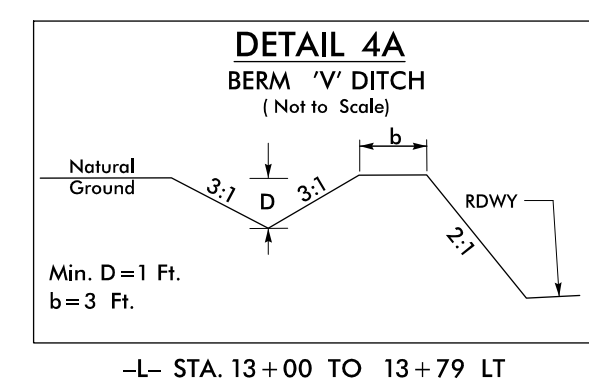 DETAIL 4A
BERM 'V' DITCH
( Not to Scale)
b
Natural
Ground
3:1
D
3:1
RDWY
2:1
Min. D=1 Ft.
b=3 Ft.
-L- STA. 13+00 TO 13+79 LT